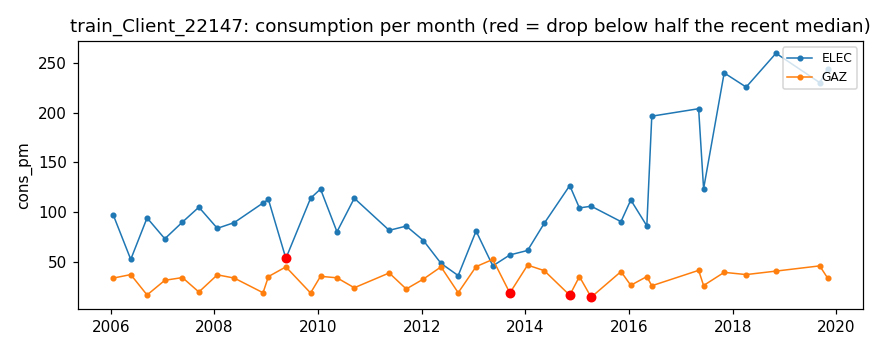 train_Client_22147: consumption per month (red = drop below half the recent median)
ELEC
GAZ
cons_pm
250
200
150
100
50
2006 2008 2010 2012 2014 2016 2018 2020